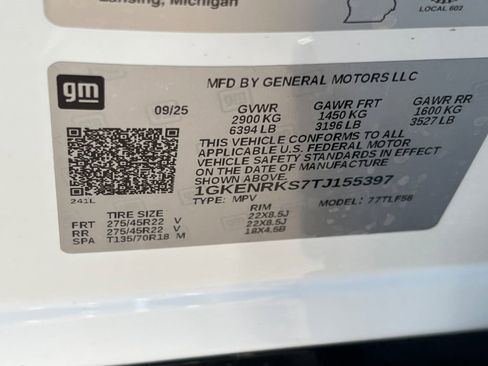 Lansing, Michigan
LOCAL 602
gm
MFD BY GENERAL MOTORS LLC
09/25 GVWR GAWR FRT GAWR RR
2900 KG 1450 KG 1600 KG
6394 LB 3196 LB 3527 LB
THIS VEHICLE CONFORMS TO ALL
APPLICABLE U.S. FEDERAL MOTOR
VEHICLE SAFETY STANDARDS IN EFFECT
ON THE DATE OF MANUFACTURE SHOWN ABOVE.
1GKENRKS7TJ155397
241L TYPE: MPV MODEL: 77TLF56
TIRE SIZE RIM
FRT 275/45R22 V 22X8.5J
RR 275/45R22 V 22X8.5J
SPA T135/70R18 M 18X4.5B